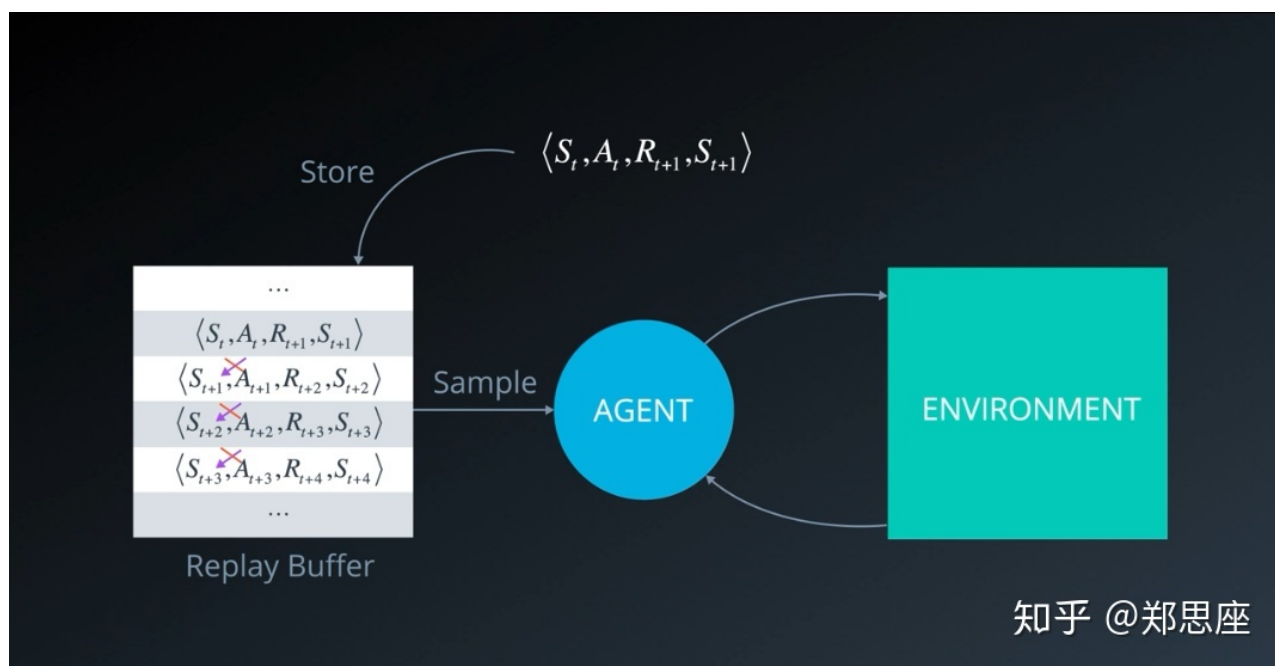 ⟨S_t, A_t, R_{t+1}, S_{t+1}⟩
Store
...
⟨S_t, A_t, R_{t+1}, S_{t+1}⟩
⟨S_{t+1}, A_{t+1}, R_{t+2}, S_{t+2}⟩
⟨S_{t+2}, A_{t+2}, R_{t+3}, S_{t+3}⟩
⟨S_{t+3}, A_{t+3}, R_{t+4}, S_{t+4}⟩
...
Replay Buffer
Sample
AGENT
ENVIRONMENT
知乎 @郑思座